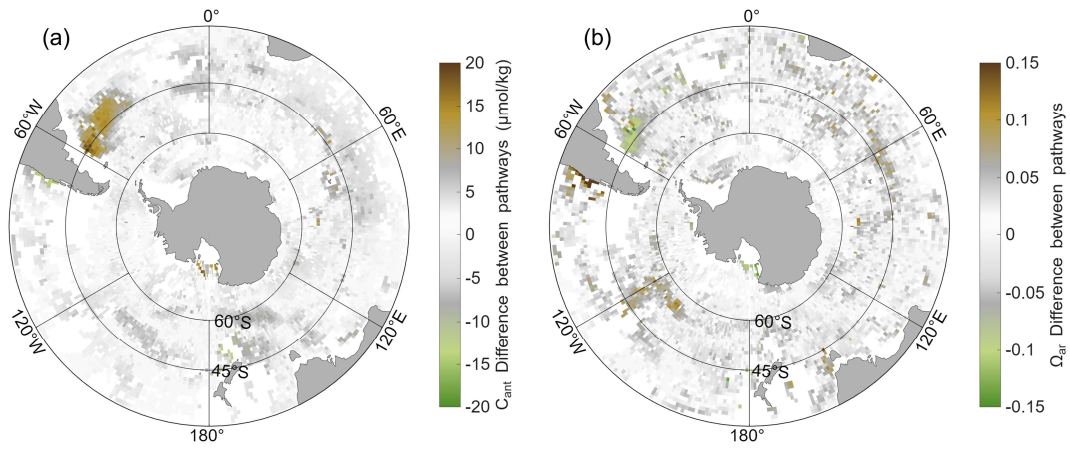 (a)
0°
60°E
120°E
180°
120°W
60°W
60°S
45°S
20
15
10
5
0
-5
-10
-15
-20
Cant Difference between pathways (μmol/kg)
(b)
0°
60°E
120°E
180°
120°W
60°W
60°S
45°S
0.15
0.1
0.05
0
-0.05
-0.1
-0.15
Ωar Difference between pathways